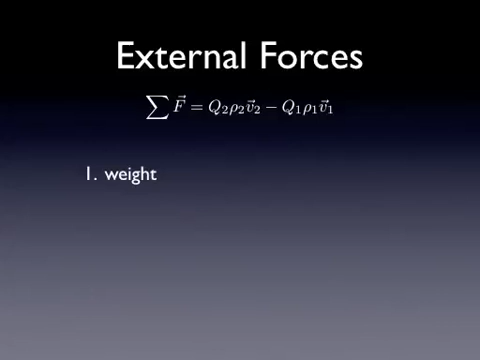 External Forces
∑ F⃗ = Q₂ρ₂v⃗₂ − Q₁ρ₁v⃗₁
1. weight